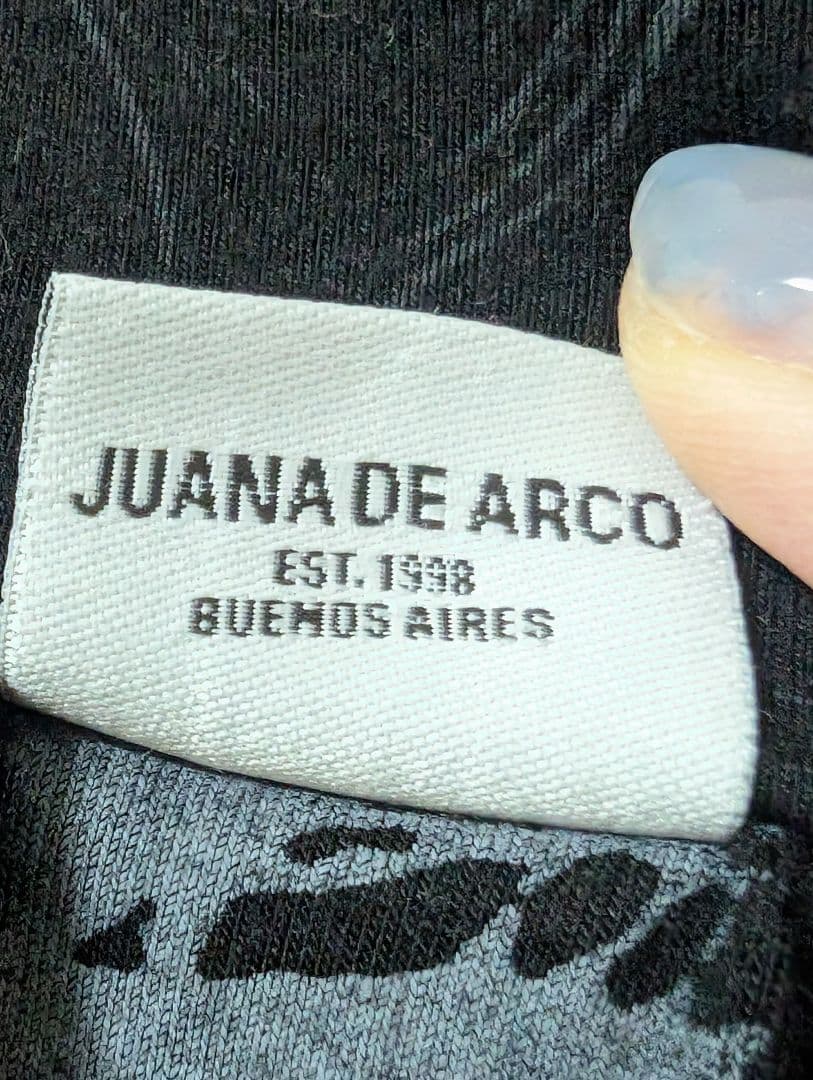 JUANA DE ARCO
EST. 1998
BUENOS AIRES